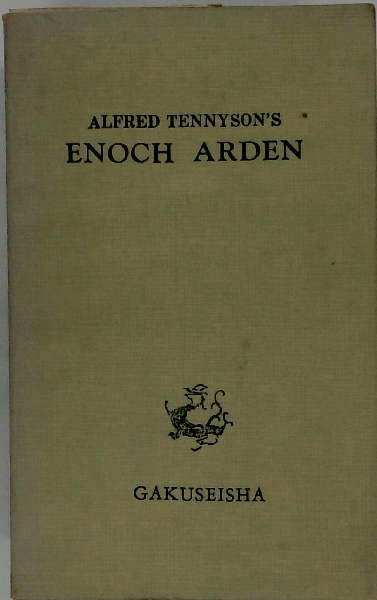 ALFRED TENNYSON'S
ENOCH ARDEN
GAKUSEISHA